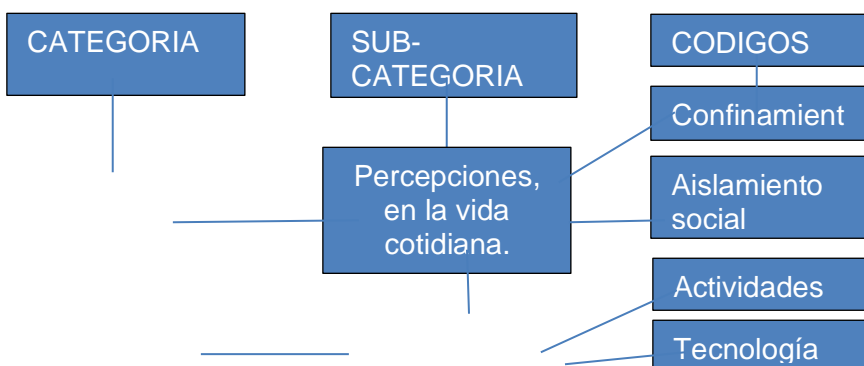 CATEGORIA
SUB-
CATEGORIA
CODIGOS
Confinamient
Percepciones,
en la vida
cotidiana.
Aislamiento
social
Actividades
Tecnología